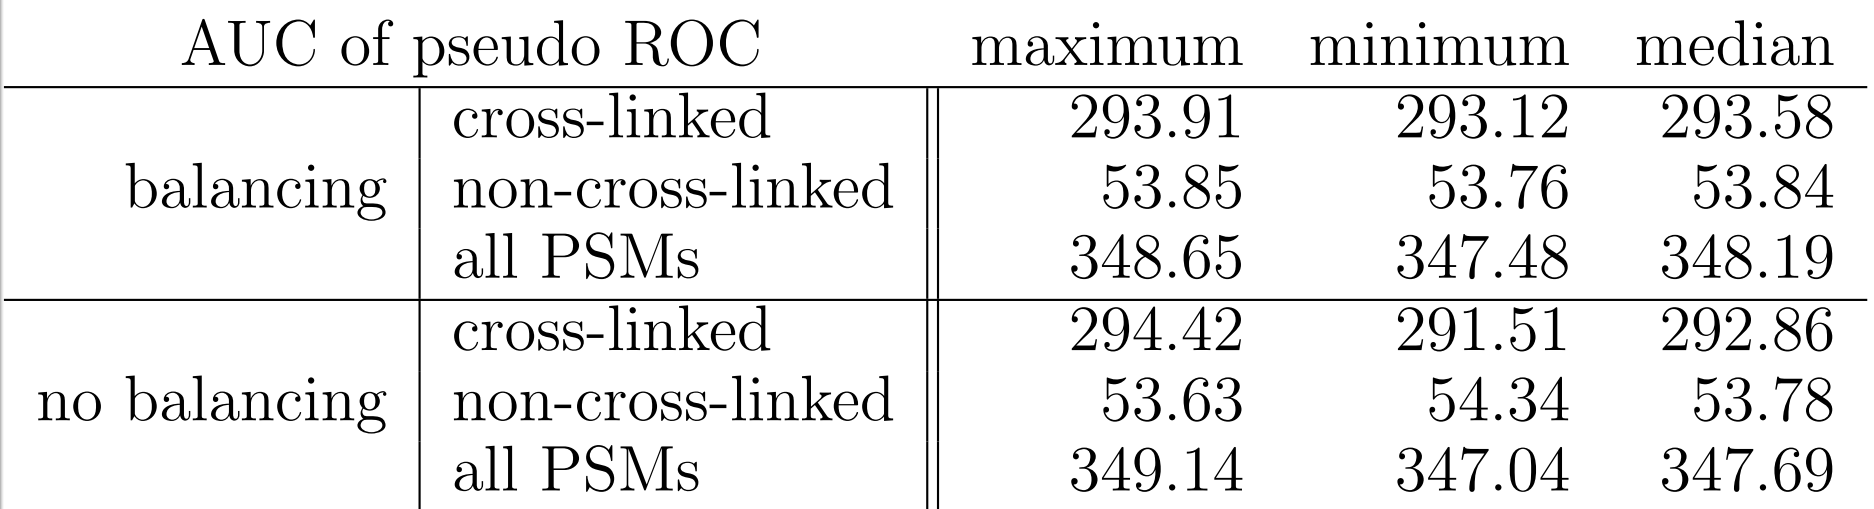 AUC of pseudo ROC maximum minimum median
cross-linked 293.91 293.12 293.58
balancing non-cross-linked 53.85 53.76 53.84
all PSMs 348.65 347.48 348.19
cross-linked 294.42 291.51 292.86
no balancing non-cross-linked 53.63 54.34 53.78
all PSMs 349.14 347.04 347.69